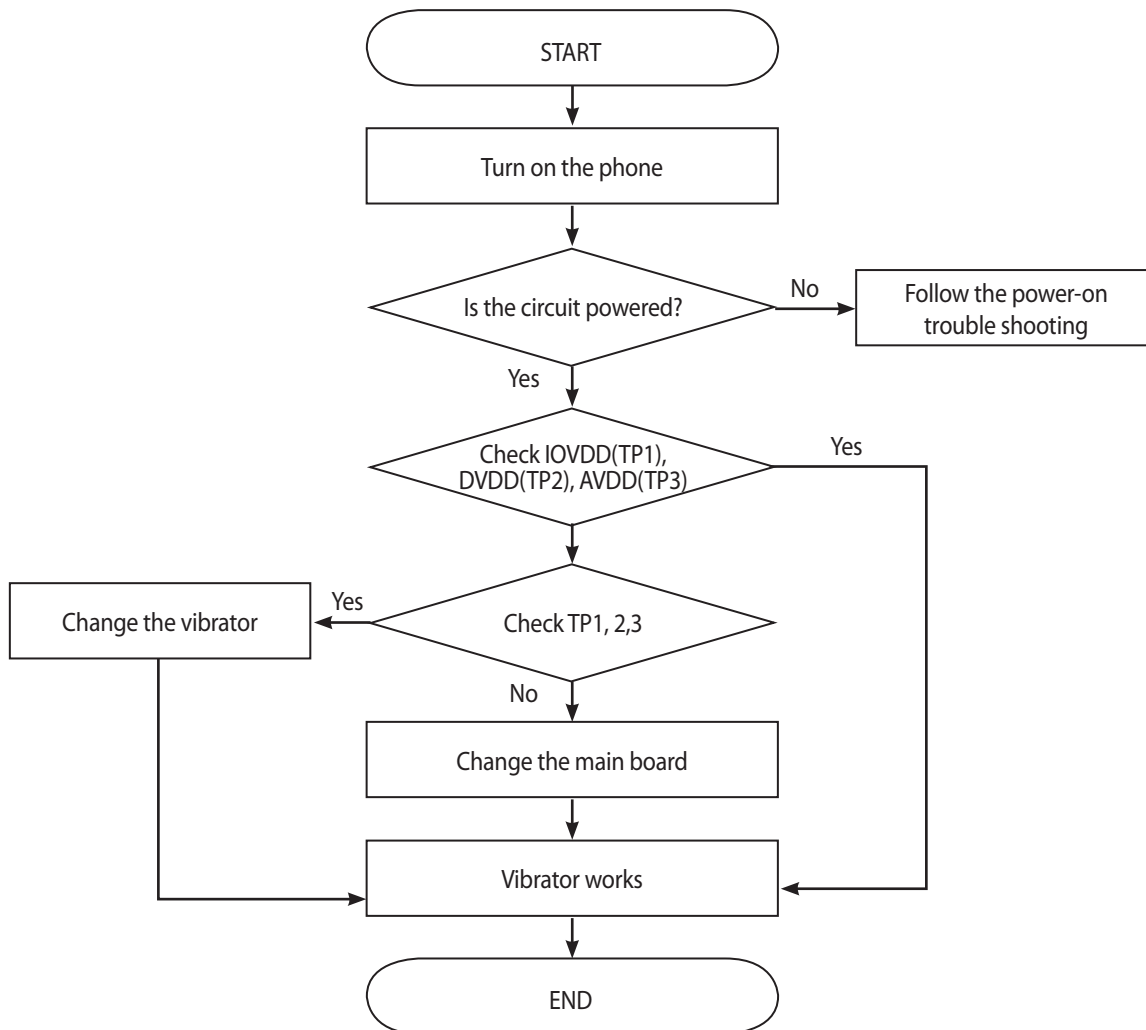 START
Turn on the phone
Is the circuit powered?
No
Follow the power-on
trouble shooting
Yes
Check IOVDD(TP1),
DVDD(TP2), AVDD(TP3)
Yes
Change the vibrator
Yes
Check TP1, 2,3
No
Change the main board
Vibrator works
END